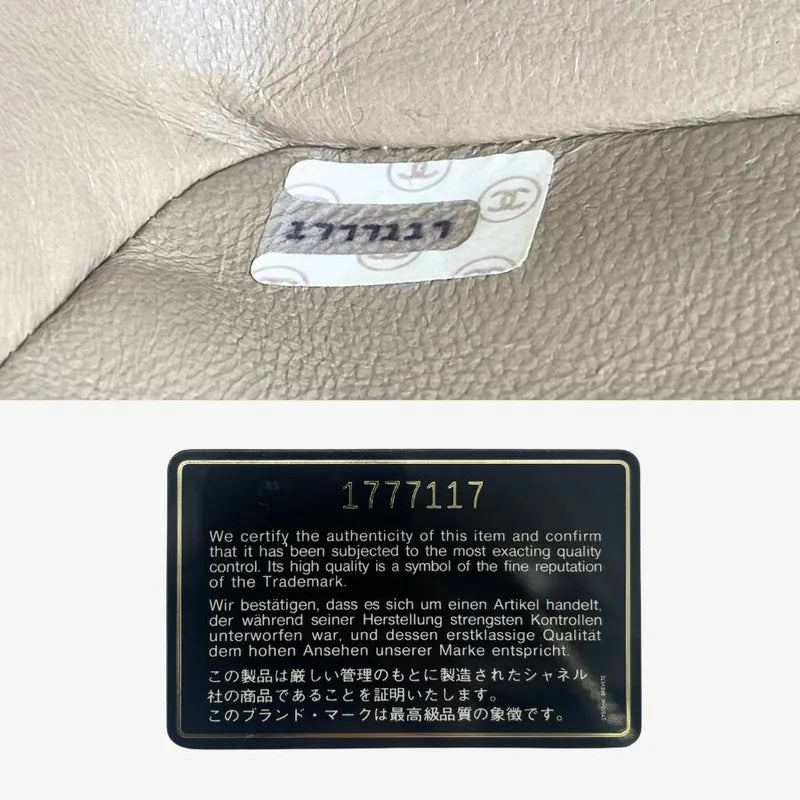 1777117
1777117
We certify the authenticity of this item and confirm
that it has been subjected to the most exacting quality
control. Its high quality is a symbol of the fine reputation
of the Trademark.
Wir bestätigen, dass es sich um einen Artikel handelt,
der während seiner Herstellung strengsten Kontrollen
unterworfen war, und dessen erstklassige Qualität
dem hohen Ansehen unserer Marke entspricht.
この製品は厳しい管理のもとに製造されたシャネル
社の商品であることを証明いたします。
このブランド・マークは最高級品質の象徴です。